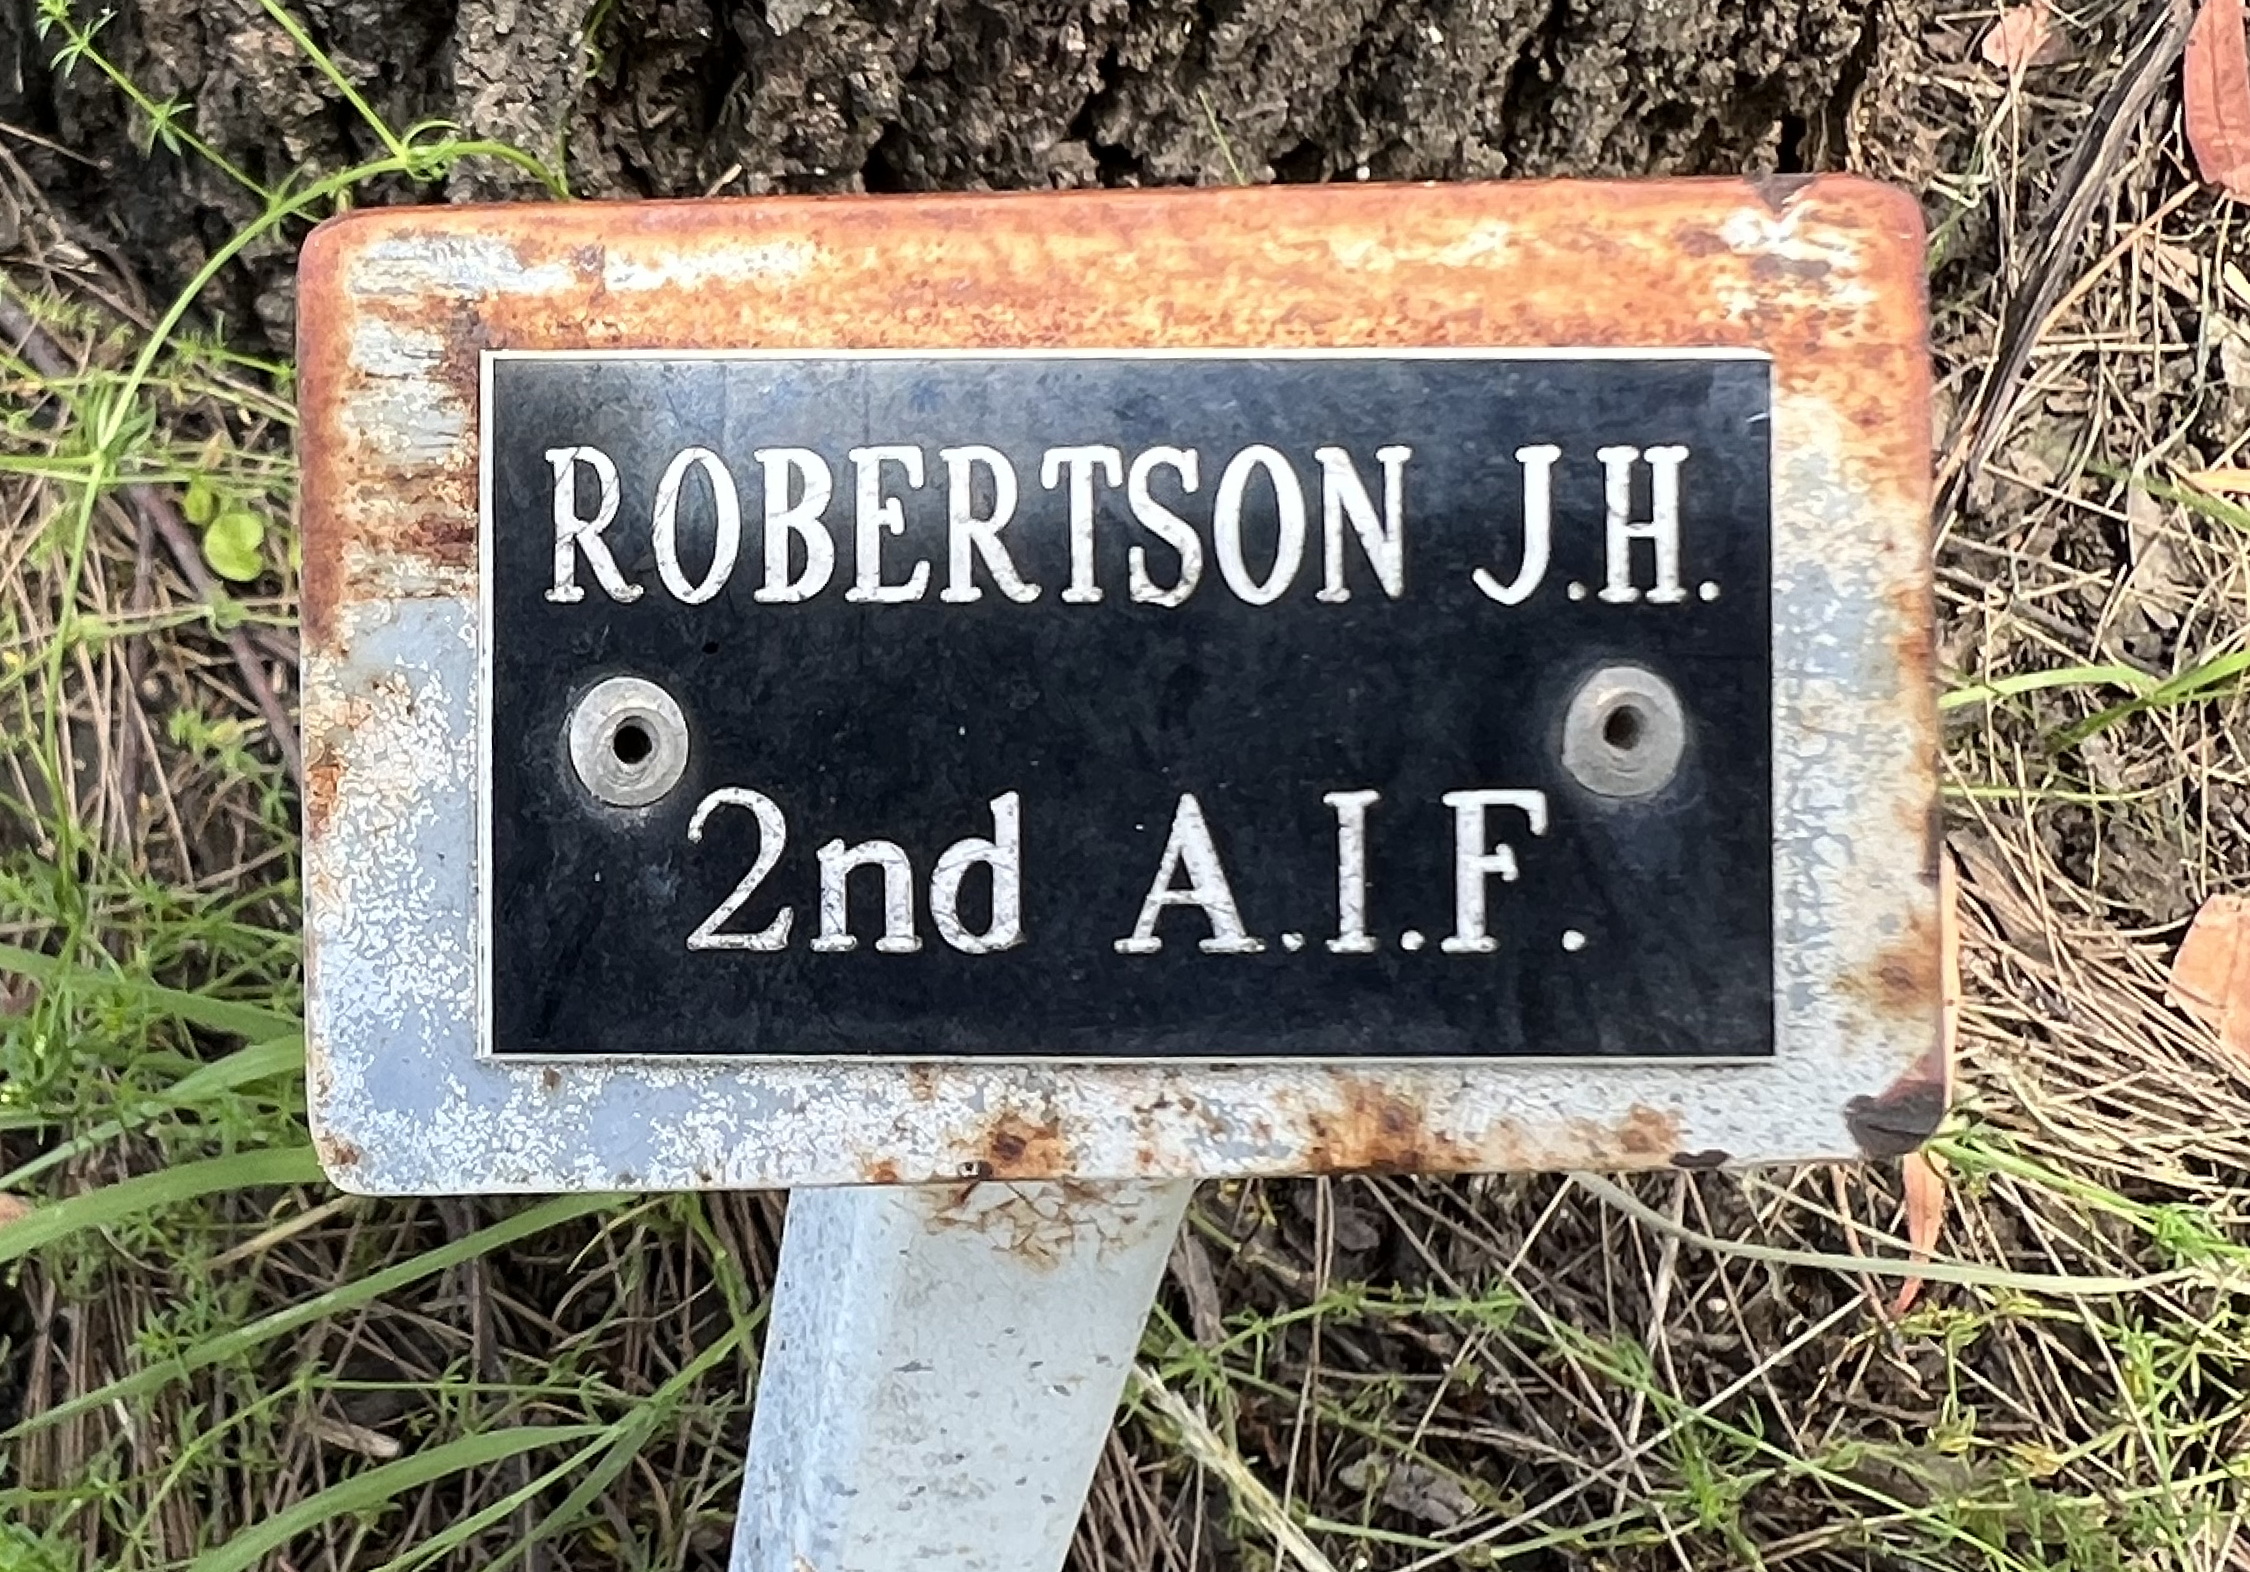 ROBERTSON J.H.
2nd A.I.F.